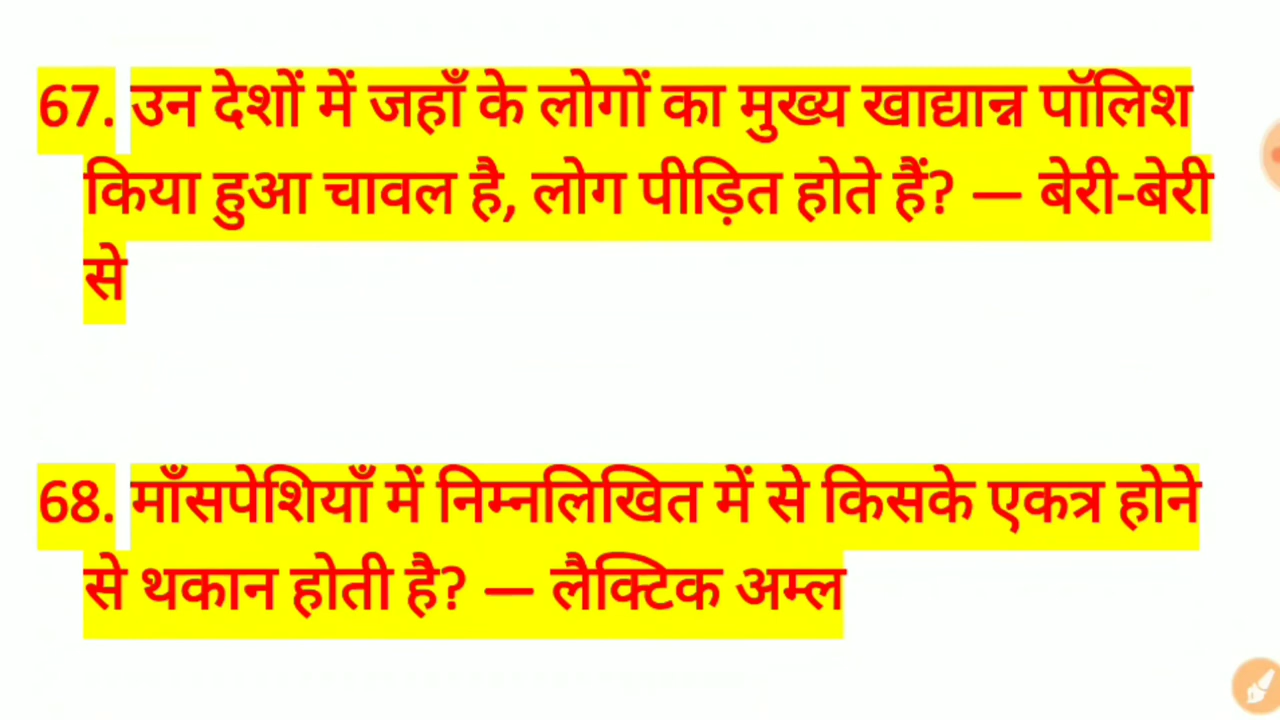 67. उन देशों में जहाँ के लोगों का मुख्य खाद्यान्न पॉलिश
किया हुआ चावल है, लोग पीड़ित होते हैं? — बेरी-बेरी
से
68. माँसपेशियाँ में निम्नलिखित में से किसके एकत्र होने
से थकान होती है? — लैक्टिक अम्ल